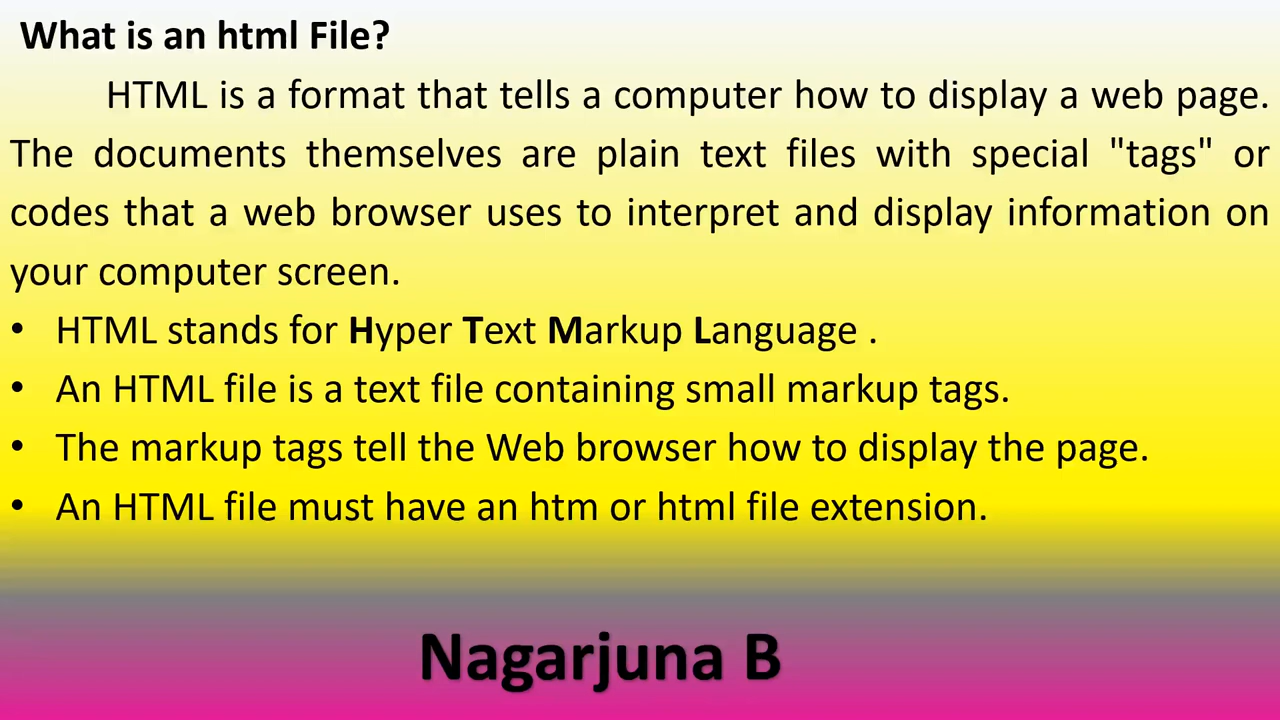 What is an html File?
HTML is a format that tells a computer how to display a web page.
The documents themselves are plain text files with special "tags" or
codes that a web browser uses to interpret and display information on
your computer screen.
• HTML stands for Hyper Text Markup Language .
• An HTML file is a text file containing small markup tags.
• The markup tags tell the Web browser how to display the page.
• An HTML file must have an htm or html file extension.
Nagarjuna B